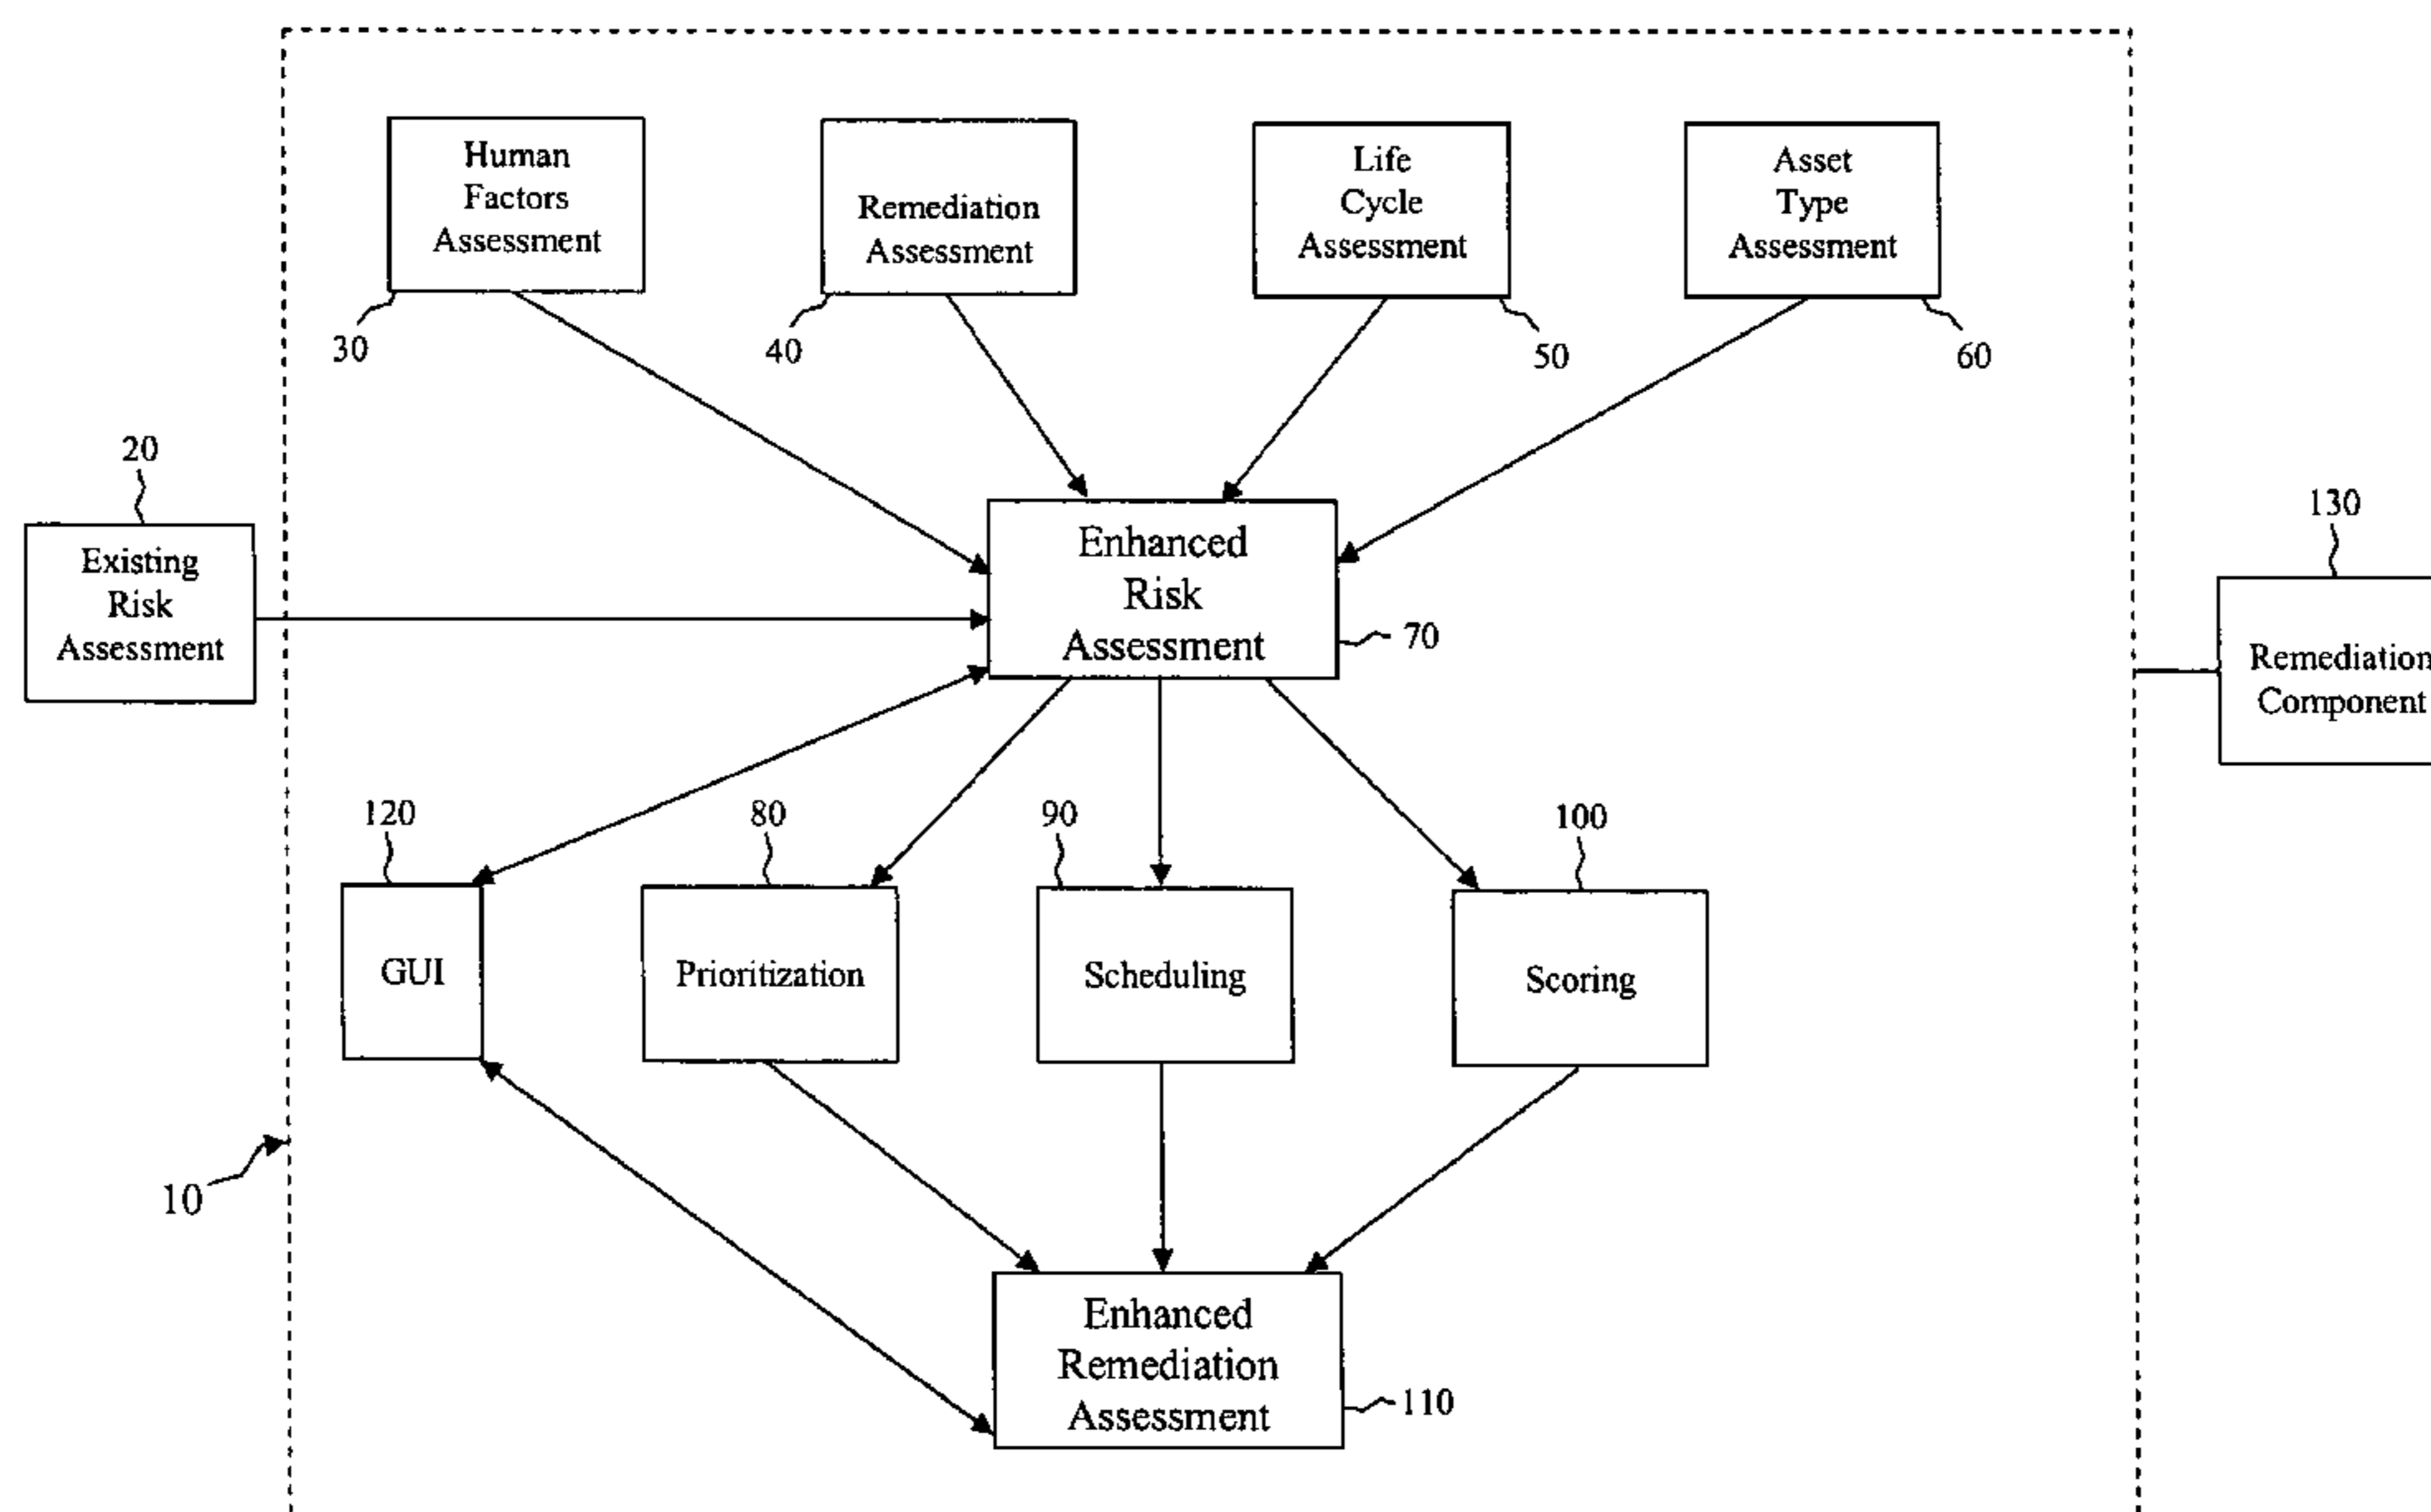 Human
Factors
Assessment
30
Remediation
Assessment
40
Life
Cycle
Assessment
50
Asset
Type
Assessment
60
20
Existing
Risk
Assessment
Enhanced
Risk
Assessment
70
130
Remediation
Component
120
GUI
80
Prioritization
90
Scheduling
100
Scoring
10
Enhanced
Remediation
Assessment
110